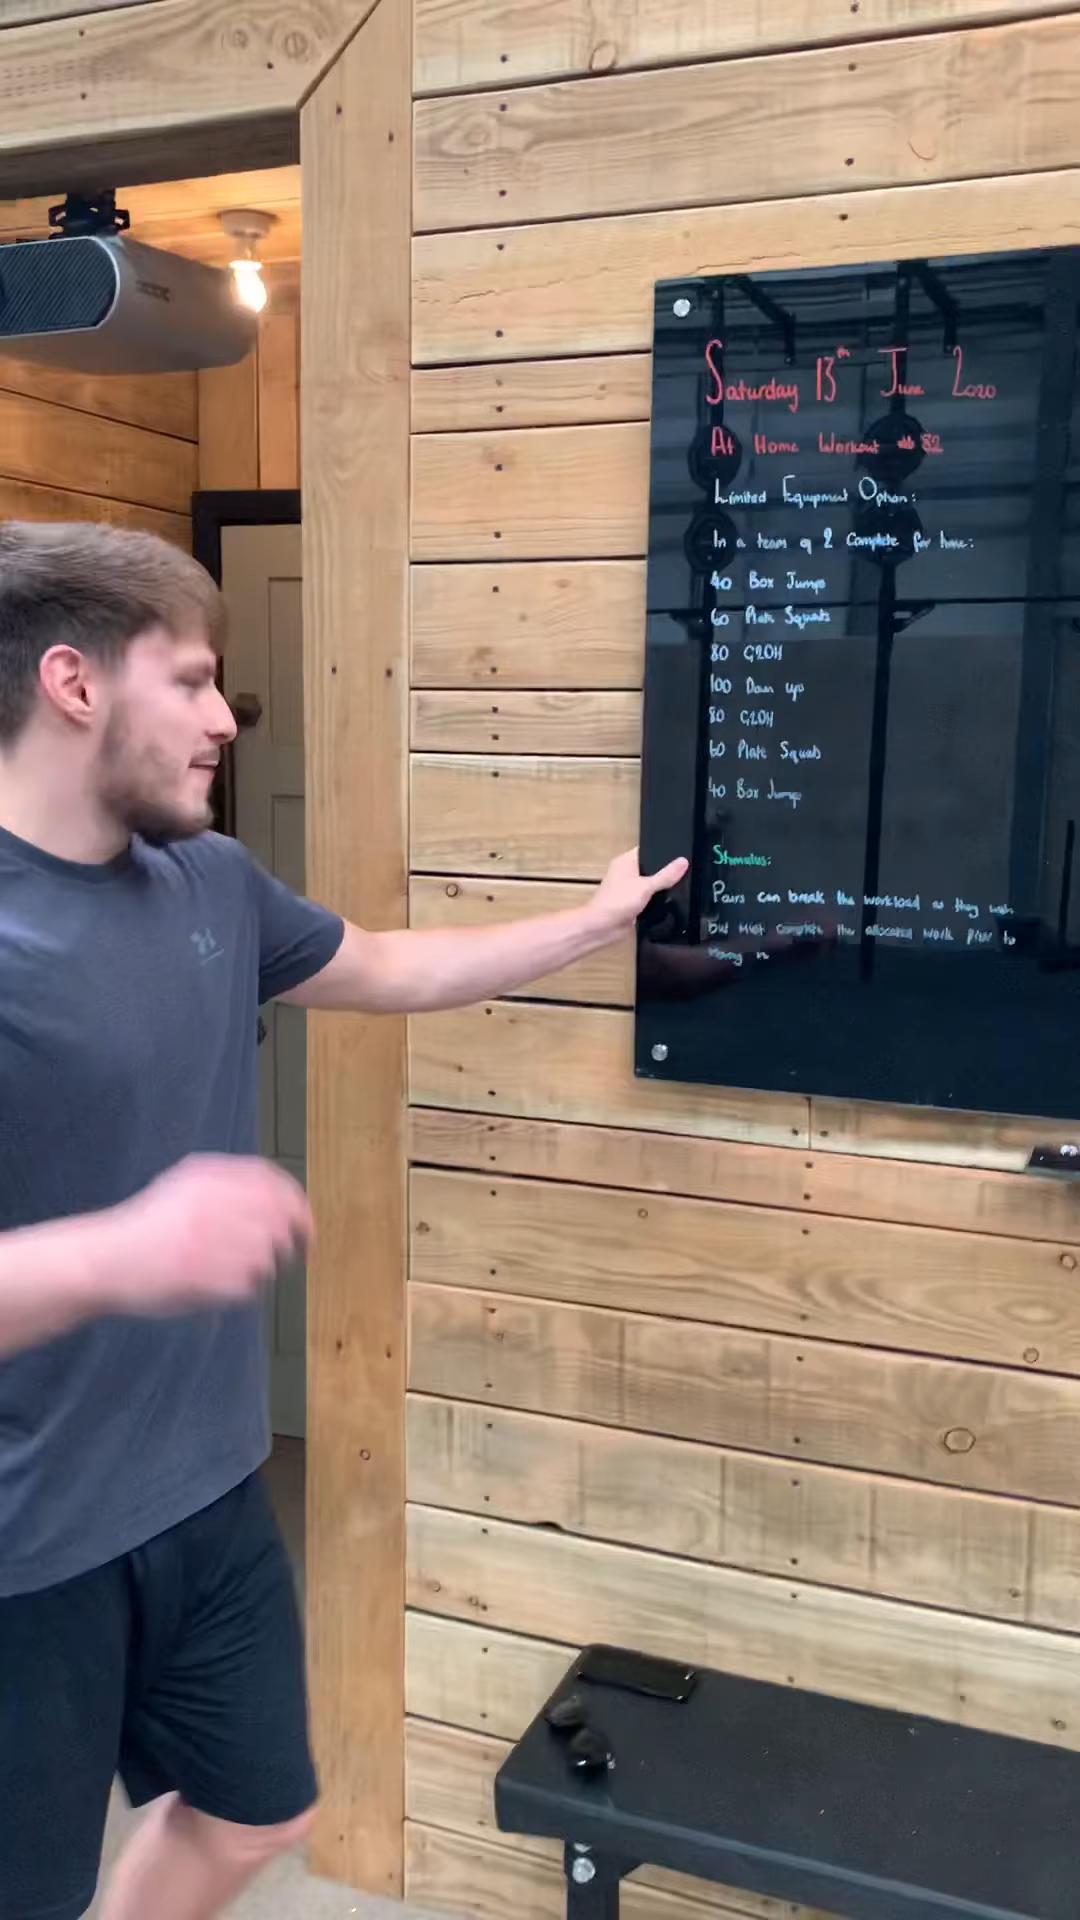 Saturday 13th June 2020
At Home Workout #82
Limited Equipment Option:
In a team of 2 Complete for time:
40 Box Jumps
60 Plate Squats
80 G2OH
100 Down ups
80 G2OH
60 Plate Squats
40 Box Jumps
Stimulus:
Pairs can break the workload as they wish
but must complete the allocated work prior to
moving on